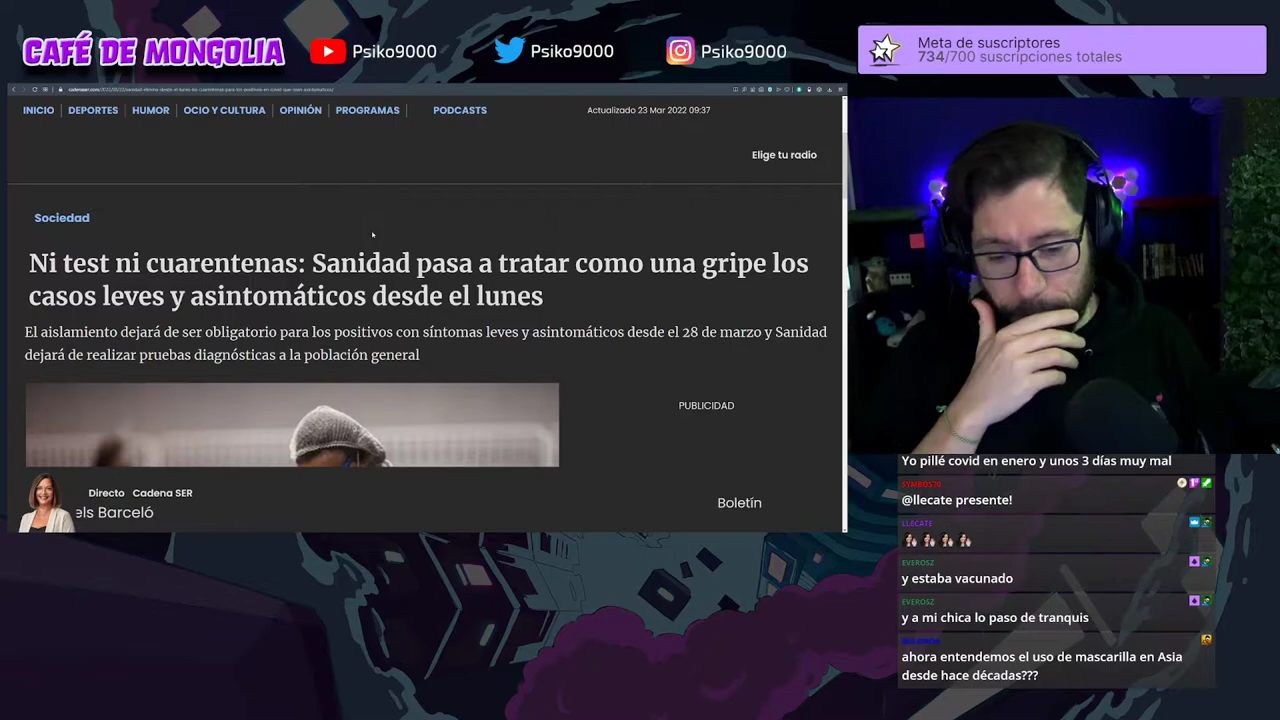 CAFÉ DE MONGOLIA
Psiko9000
Psiko9000
Psiko9000
Meta de suscriptores
734/700 suscripciones totales
INICIO
DEPORTES
HUMOR
OCIO Y CULTURA
OPINIÓN
PROGRAMAS
PODCASTS
Actualizado 23 Mar 2022 09:37
Elige tu radio
Sociedad
Ni test ni cuarentenas: Sanidad pasa a tratar como una gripe los
casos leves y asintomáticos desde el lunes
El aislamiento dejará de ser obligatorio para los positivos con síntomas leves y asintomáticos desde el 28 de marzo y Sanidad
dejará de realizar pruebas diagnósticas a la población general
PUBLICIDAD
Directo Cadena SER
els Barceló
Boletín
Yo pillé covid en enero y unos 3 días muy mal
@llecate presente!
LLECATE
EVEROSZ
y estaba vacunado
EVEROSZ
y a mi chica lo paso de tranquis
ahora entendemos el uso de mascarilla en Asia
desde hace décadas???